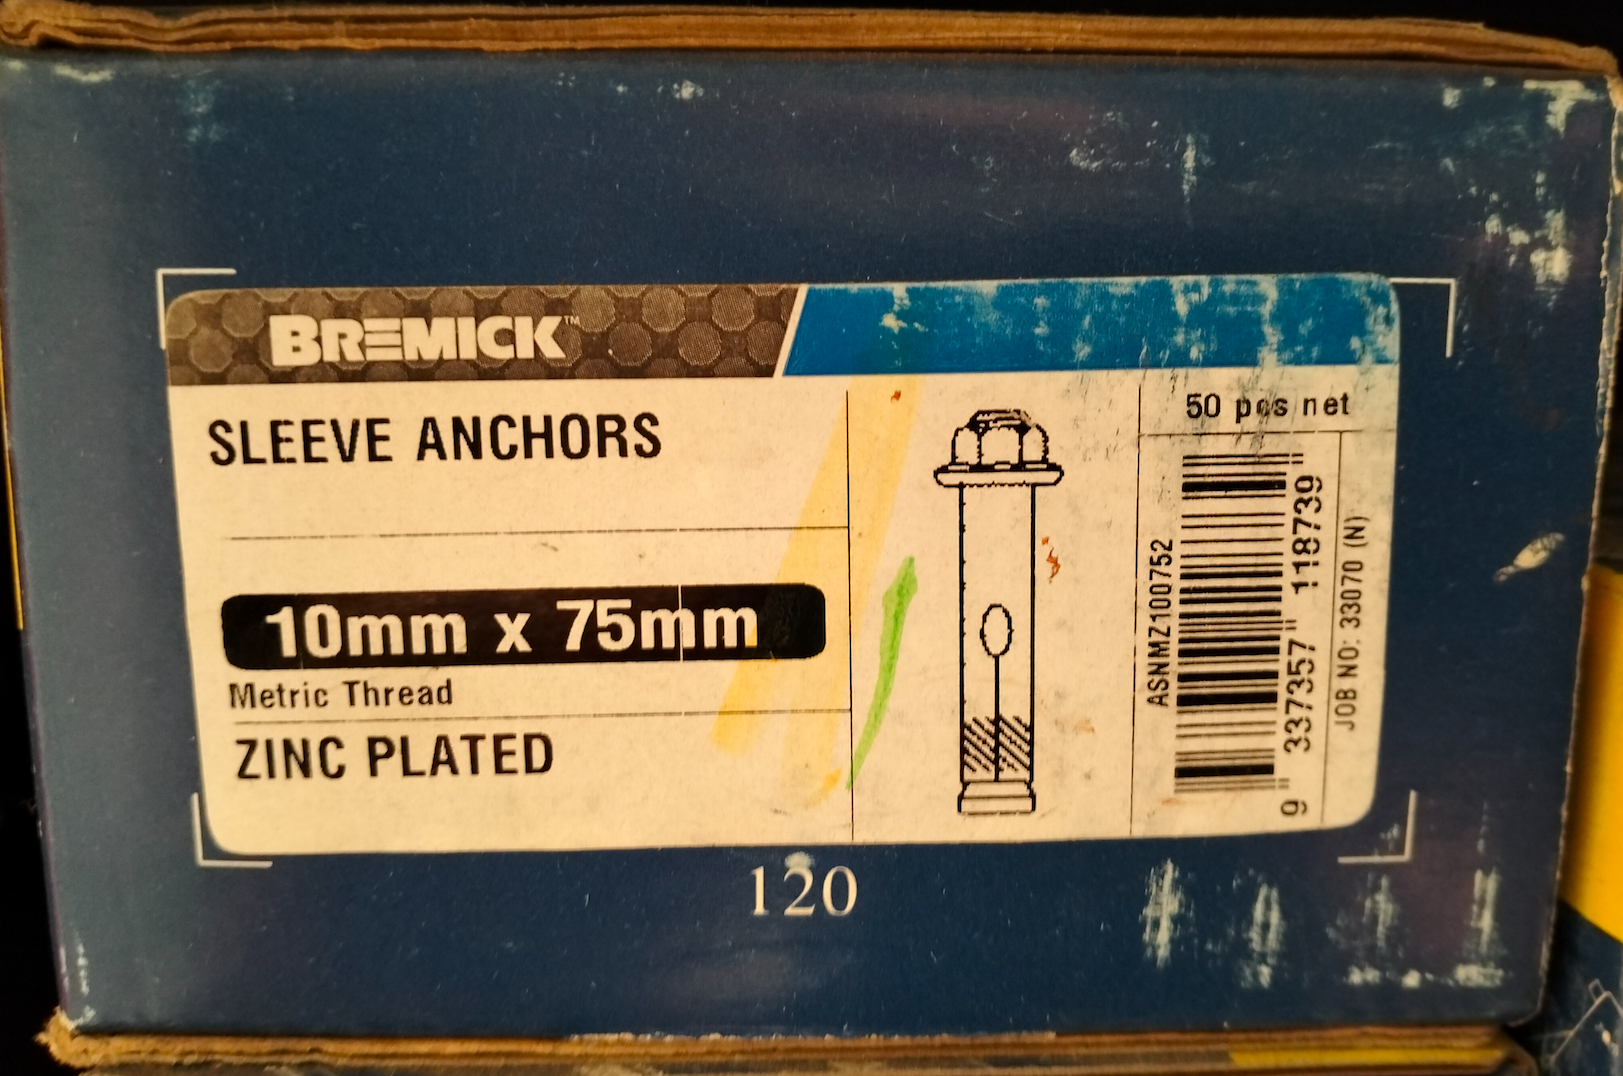 BREMICK™
SLEEVE ANCHORS
10mm x 75mm
Metric Thread
ZINC PLATED
50 pcs net
ASNMZ100752
9 337357 118739
JOB NO: 33070 (N)
120